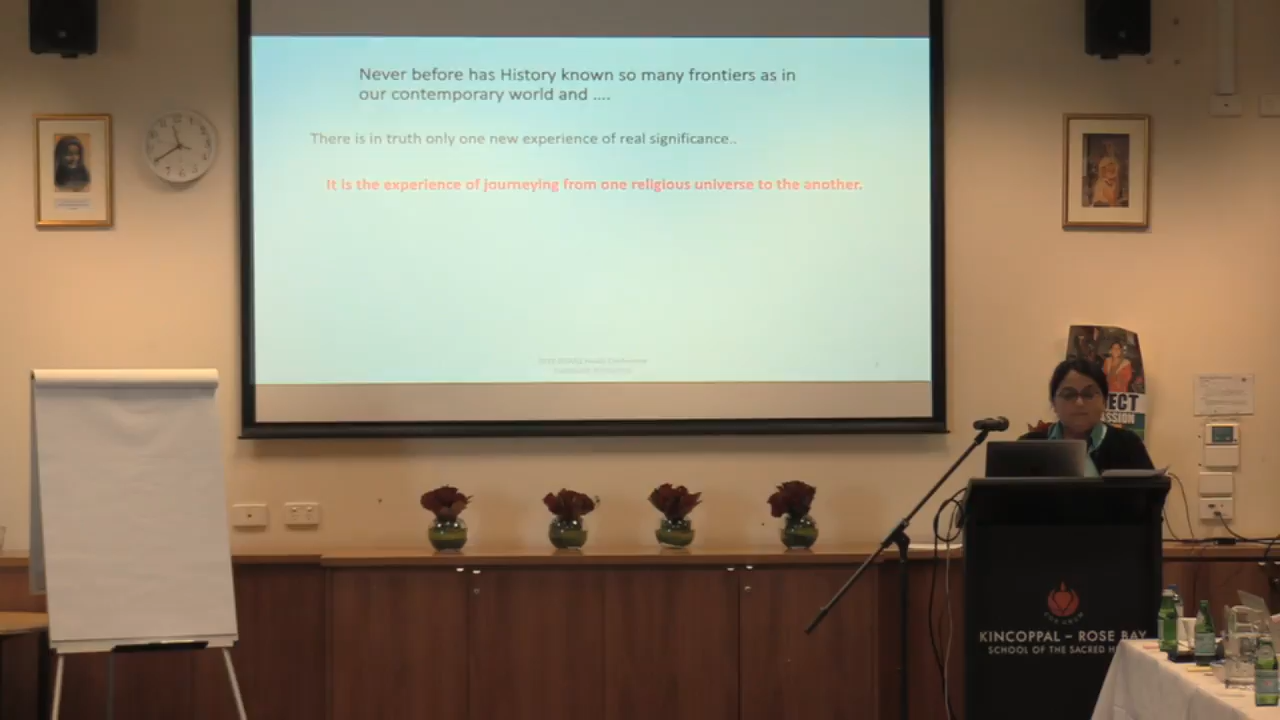 Never before has History known so many frontiers as in
our contemporary world and ....
There is in truth only one new experience of real significance..
It is the experience of journeying from one religious universe to the another.
KINCOPPAL – ROSE BAY
SCHOOL OF THE SACRED